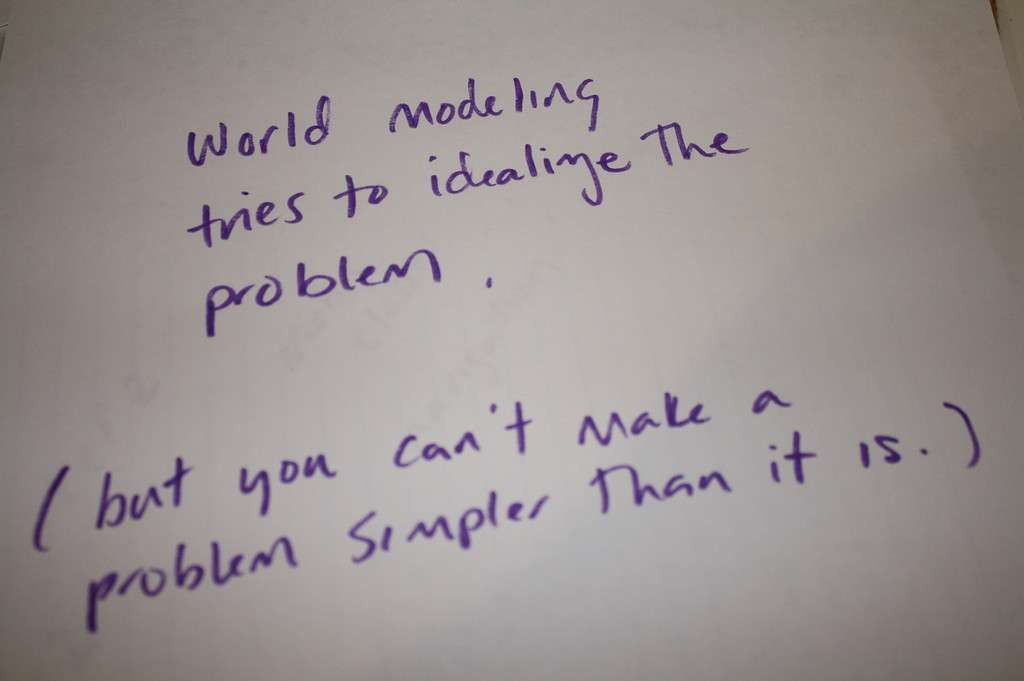 World modeling
tries to idealize the
problem.
(but you can't make a
problem simpler than it is.)